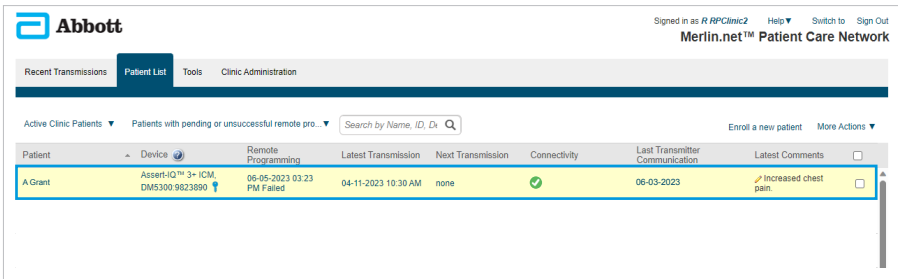 Abbott
Signed in as R RPClinic2 Help▼ Switch to Sign Out
Merlin.net™ Patient Care Network
Recent Transmissions Patient List Tools Clinic Administration
Active Clinic Patients ▼ Patients with pending or unsuccessful remote pro...▼ Search by Name, ID, De
Enroll a new patient More Actions ▼
Patient Device Remote Programming Latest Transmission Next Transmission Connectivity Last Transmitter Communication Latest Comments
A Grant Assert-IQ™ 3+ ICM, DM5300:9823890 06-05-2023 03:23 PM Failed 04-11-2023 10:30 AM none 06-03-2023 Increased chest pain.